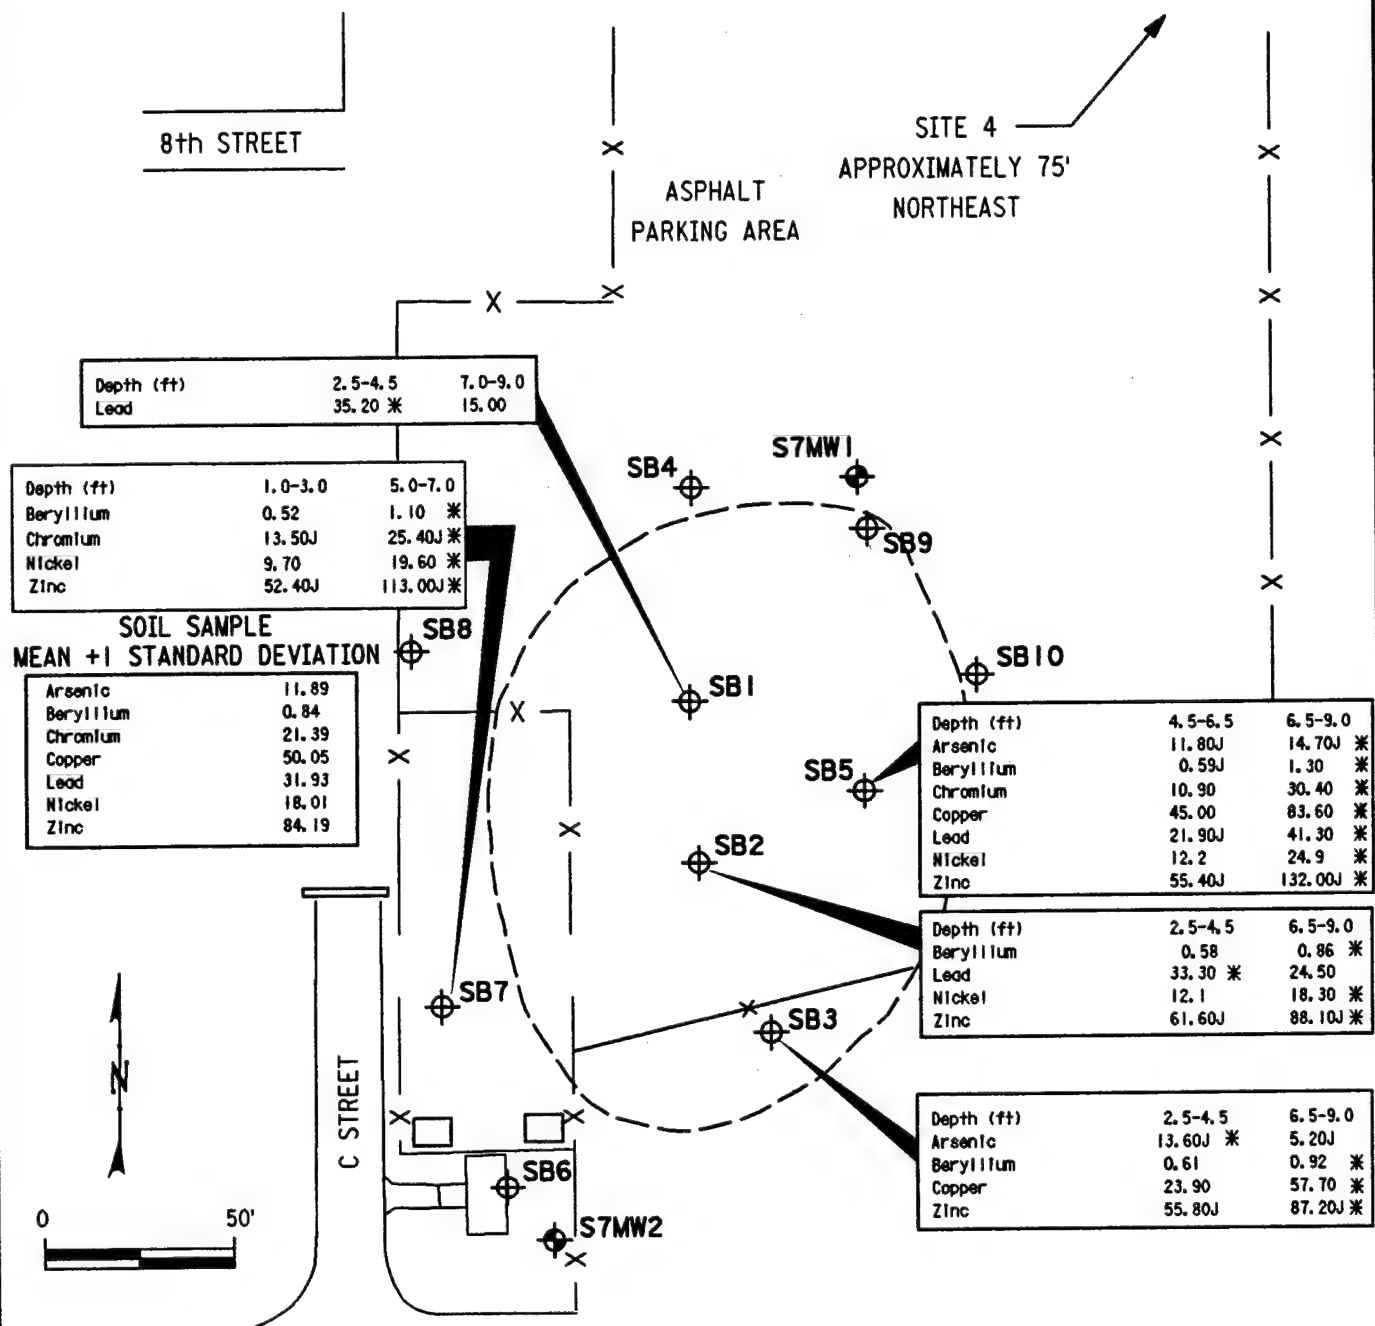 8th STREET
SITE 4
APPROXIMATELY 75'
NORTHEAST
ASPHALT
PARKING AREA
X
X
X
X
X
Depth (ft) 2.5-4.5 7.0-9.0
Lead 35.20 * 15.00
X
SB4
S7MW1
SB9
Depth (ft) 1.0-3.0 5.0-7.0
Beryllium 0.52 1.10 *
Chromium 13.50J 25.40J *
Nickel 9.70 19.60 *
Zinc 52.40J 113.00J *
X
SOIL SAMPLE
MEAN +1 STANDARD DEVIATION
Arsenic 11.89
Beryllium 0.84
Chromium 21.39
Copper 50.05
Lead 31.93
Nickel 18.01
Zinc 84.19
SB8
SB10
SB1
X
X
SB5
Depth (ft) 4.5-6.5 6.5-9.0
Arsenic 11.80J 14.70J *
Beryllium 0.59J 1.30 *
Chromium 10.90 30.40 *
Copper 45.00 83.60 *
Lead 21.90J 41.30 *
Nickel 12.2 24.9 *
Zinc 55.40J 132.00J *
X
SB2
Depth (ft) 2.5-4.5 6.5-9.0
Beryllium 0.58 0.86 *
Lead 33.30 * 24.50
Nickel 12.1 18.30 *
Zinc 61.60J 88.10J *
SB7
X
SB3
N
C STREET
X
X
Depth (ft) 2.5-4.5 6.5-9.0
Arsenic 13.60J * 5.20J
Beryllium 0.61 0.92 *
Copper 23.90 57.70 *
Zinc 55.80J 87.20J *
SB6
0 50'
S7MW2
X